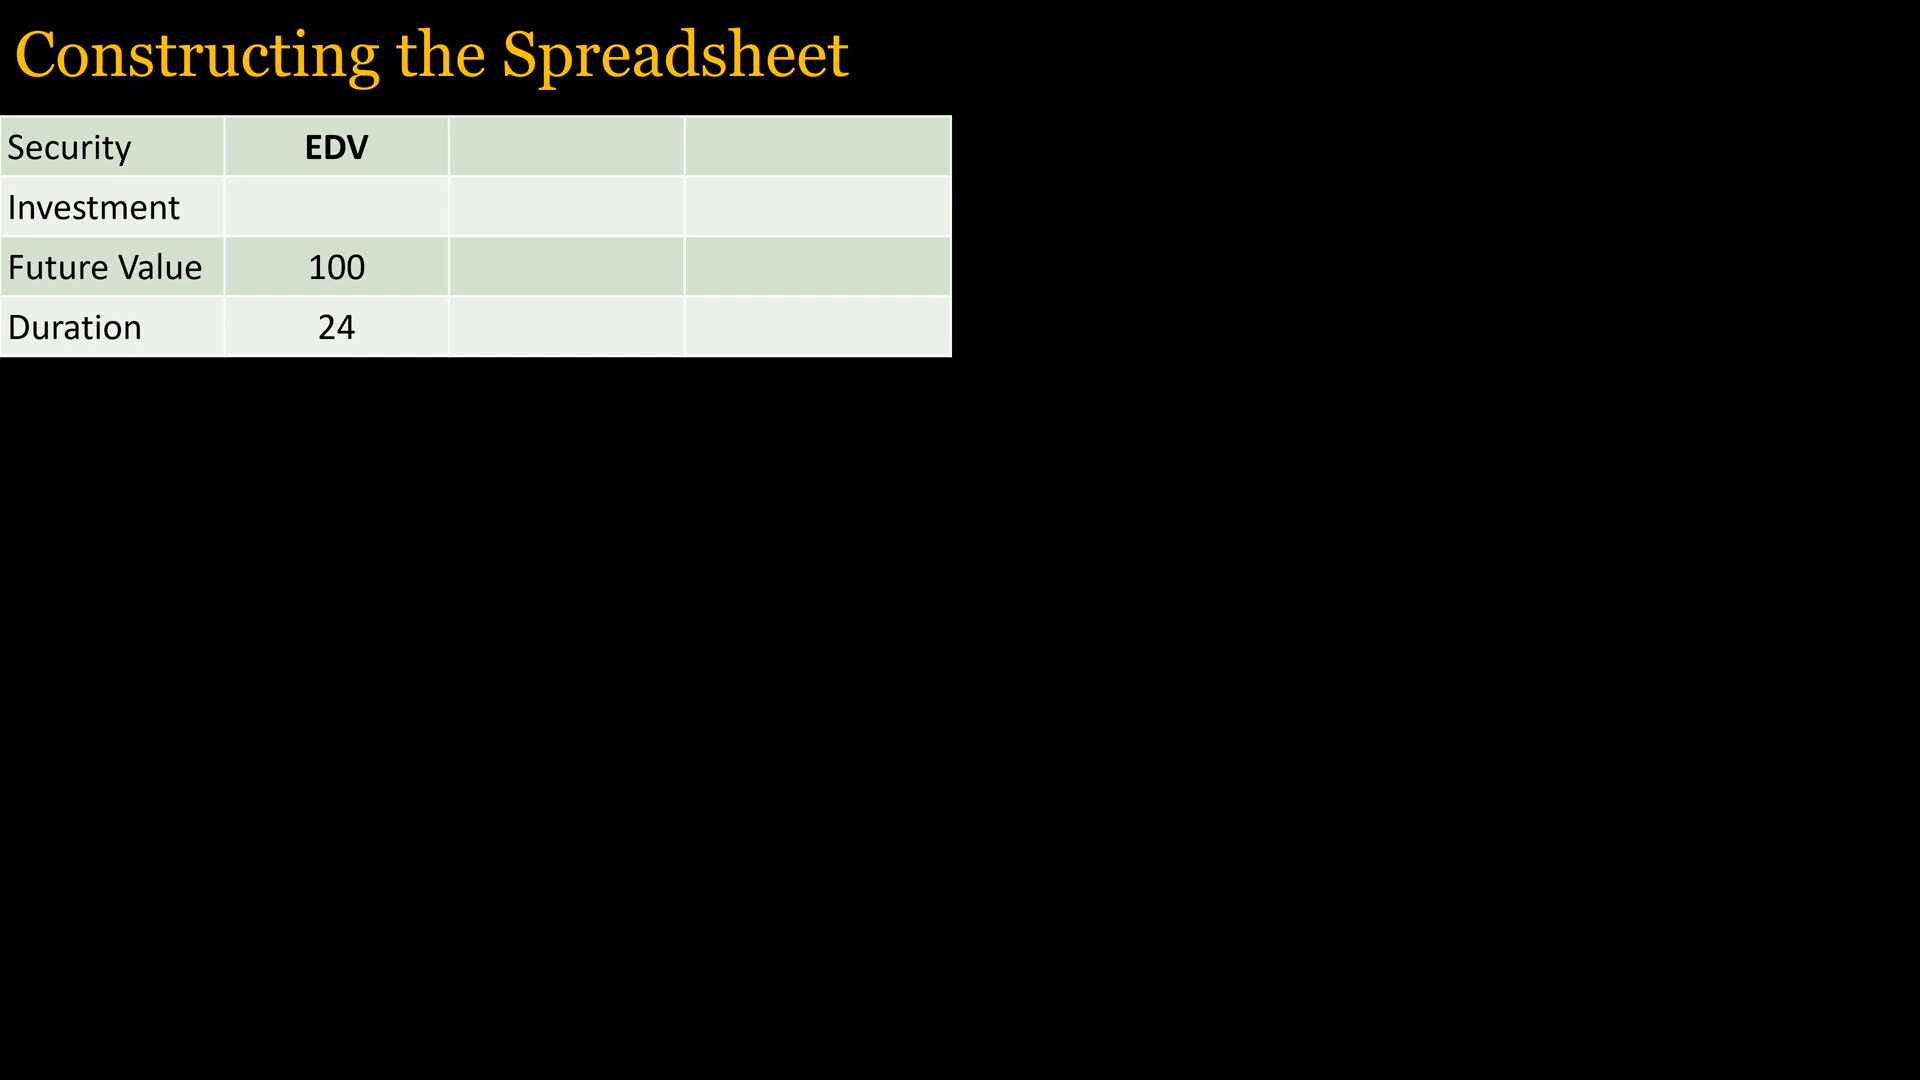 Constructing the Spreadsheet
Security EDV
Investment
Future Value 100
Duration 24